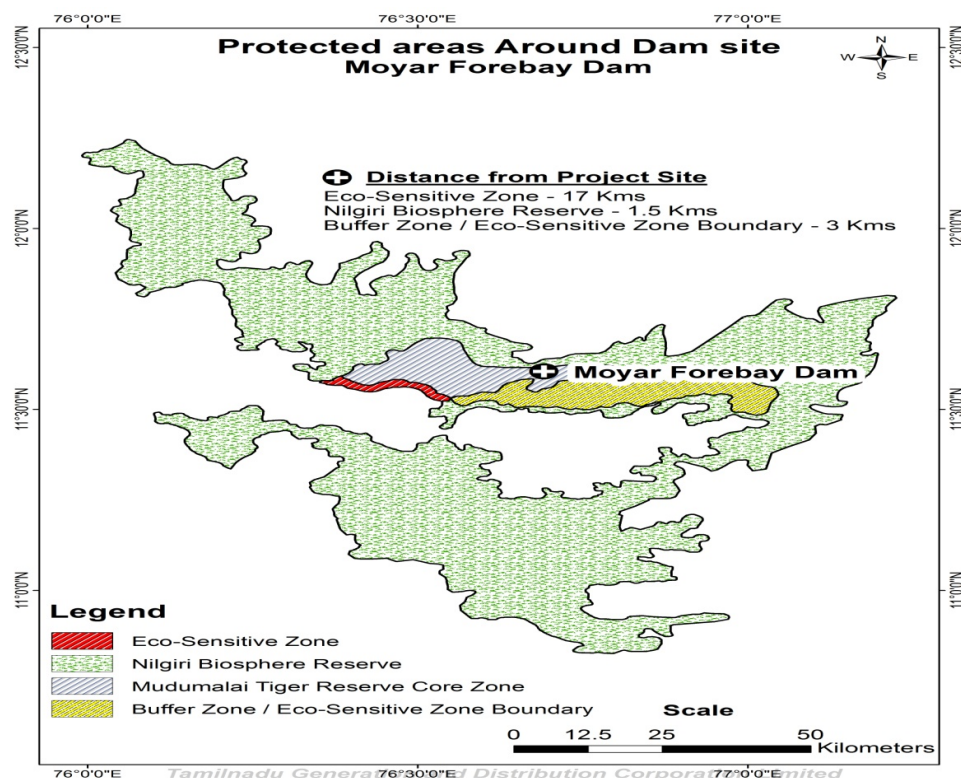 76°0'0"E 76°30'0"E 77°0'0"E
Protected areas Around Dam site
Moyar Forebay Dam
N
W E
S
12°30'0"N 12°30'0"N
Distance from Project Site
Eco-Sensitive Zone - 17 Kms
Nilgiri Biosphere Reserve - 1.5 Kms
Buffer Zone / Eco-Sensitive Zone Boundary - 3 Kms
12°0'0"N 12°0'0"N
Moyar Forebay Dam
11°30'0"N 11°30'0"N
11°0'0"N 11°0'0"N
Legend
Eco-Sensitive Zone
Nilgiri Biosphere Reserve
Mudumalai Tiger Reserve Core Zone
Buffer Zone / Eco-Sensitive Zone Boundary
Scale
0 12.5 25 50
Kilometers
76°0'0"E 76°30'0"E 77°0'0"E
Tamilnadu Generation and Distribution Corporation Limited